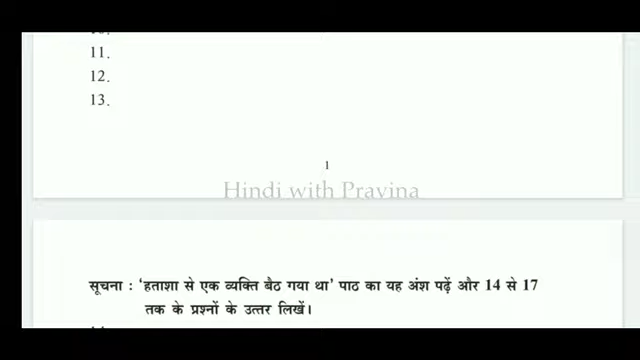 11.
12.
13.
1
Hindi with Pravina
सूचना : 'हताशा से एक व्यक्ति बैठ गया था' पाठ का यह अंश पढ़ें और 14 से 17
तक के प्रश्नों के उत्तर लिखें।